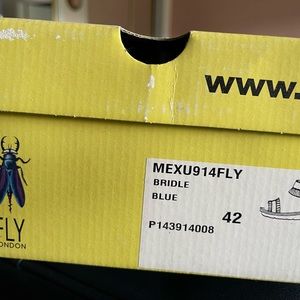 www.
MEXU914FLY
BRIDLE
BLUE
42
P143914008
FLY
LONDON